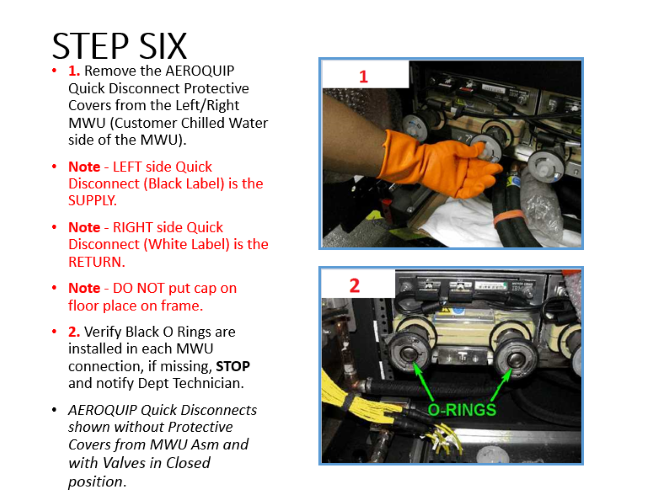 STEP SIX
• 1. Remove the AEROQUIP
Quick Disconnect Protective
Covers from the Left/Right
MWU (Customer Chilled Water
side of the MWU).
• Note - LEFT side Quick
Disconnect (Black Label) is the
SUPPLY.
• Note - RIGHT side Quick
Disconnect (White Label) is the
RETURN.
• Note - DO NOT put cap on
floor place on frame.
• 2. Verify Black O Rings are
installed in each MWU
connection, if missing, STOP
and notify Dept Technician.
• AEROQUIP Quick Disconnects
shown without Protective
Covers from MWU Asm and
with Valves in Closed
position.
1
2
O-RINGS